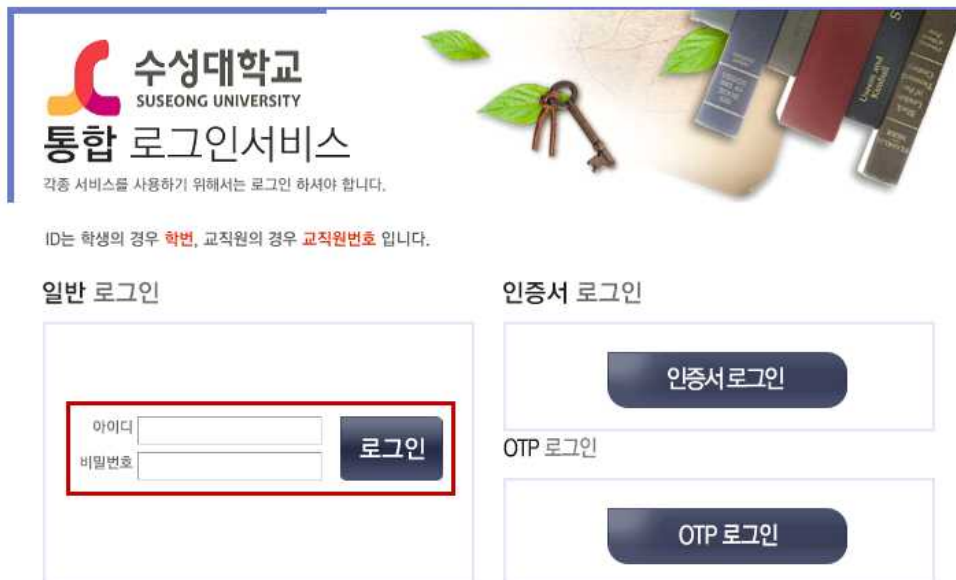 수성대학교
SUSEONG UNIVERSITY
통합 로그인서비스
각종 서비스를 사용하기 위해서는 로그인 하셔야 합니다.
ID는 학생의 경우 학번, 교직원의 경우 교직원번호 입니다.
일반 로그인
아이디
비밀번호
로그인
인증서 로그인
인증서 로그인
OTP 로그인
OTP 로그인